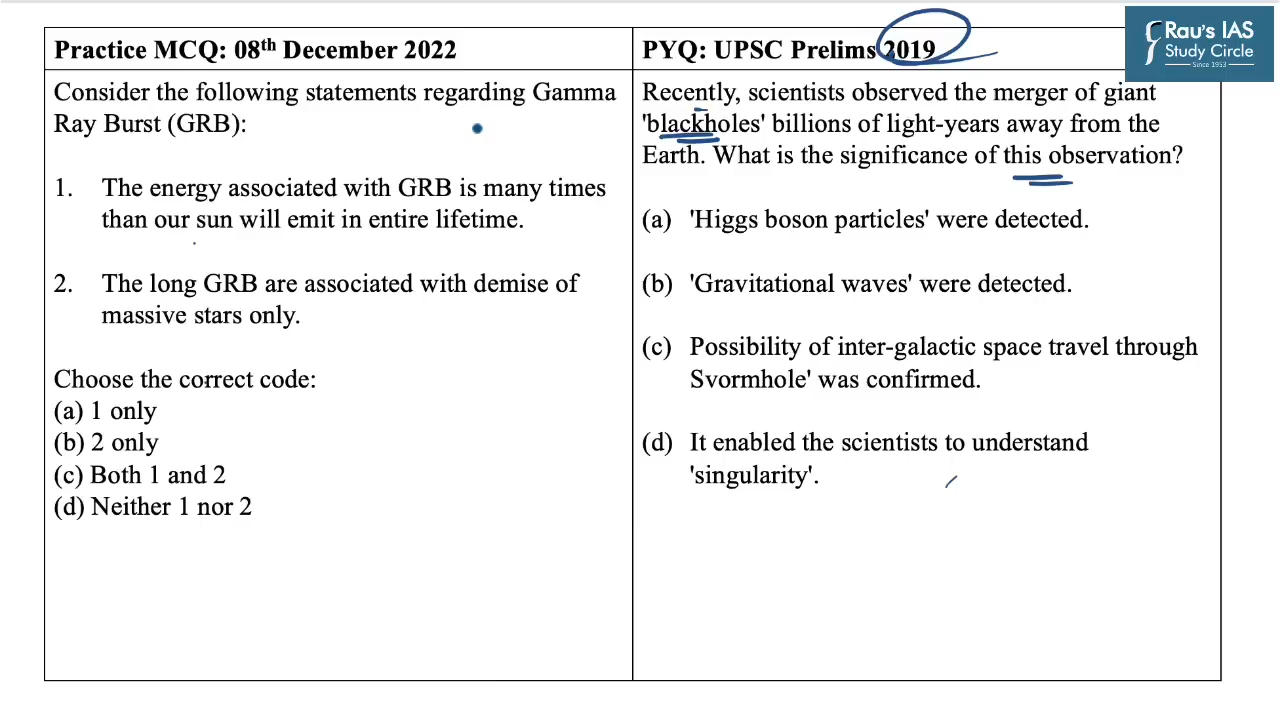 Rau's IAS
Study Circle
Since 1953
Practice MCQ: 08th December 2022
Consider the following statements regarding Gamma
Ray Burst (GRB):
1. The energy associated with GRB is many times
than our sun will emit in entire lifetime.
2. The long GRB are associated with demise of
massive stars only.
Choose the correct code:
(a) 1 only
(b) 2 only
(c) Both 1 and 2
(d) Neither 1 nor 2
PYQ: UPSC Prelims 2019
Recently, scientists observed the merger of giant
'blackholes' billions of light-years away from the
Earth. What is the significance of this observation?
(a) 'Higgs boson particles' were detected.
(b) 'Gravitational waves' were detected.
(c) Possibility of inter-galactic space travel through
Svormhole' was confirmed.
(d) It enabled the scientists to understand
'singularity'.